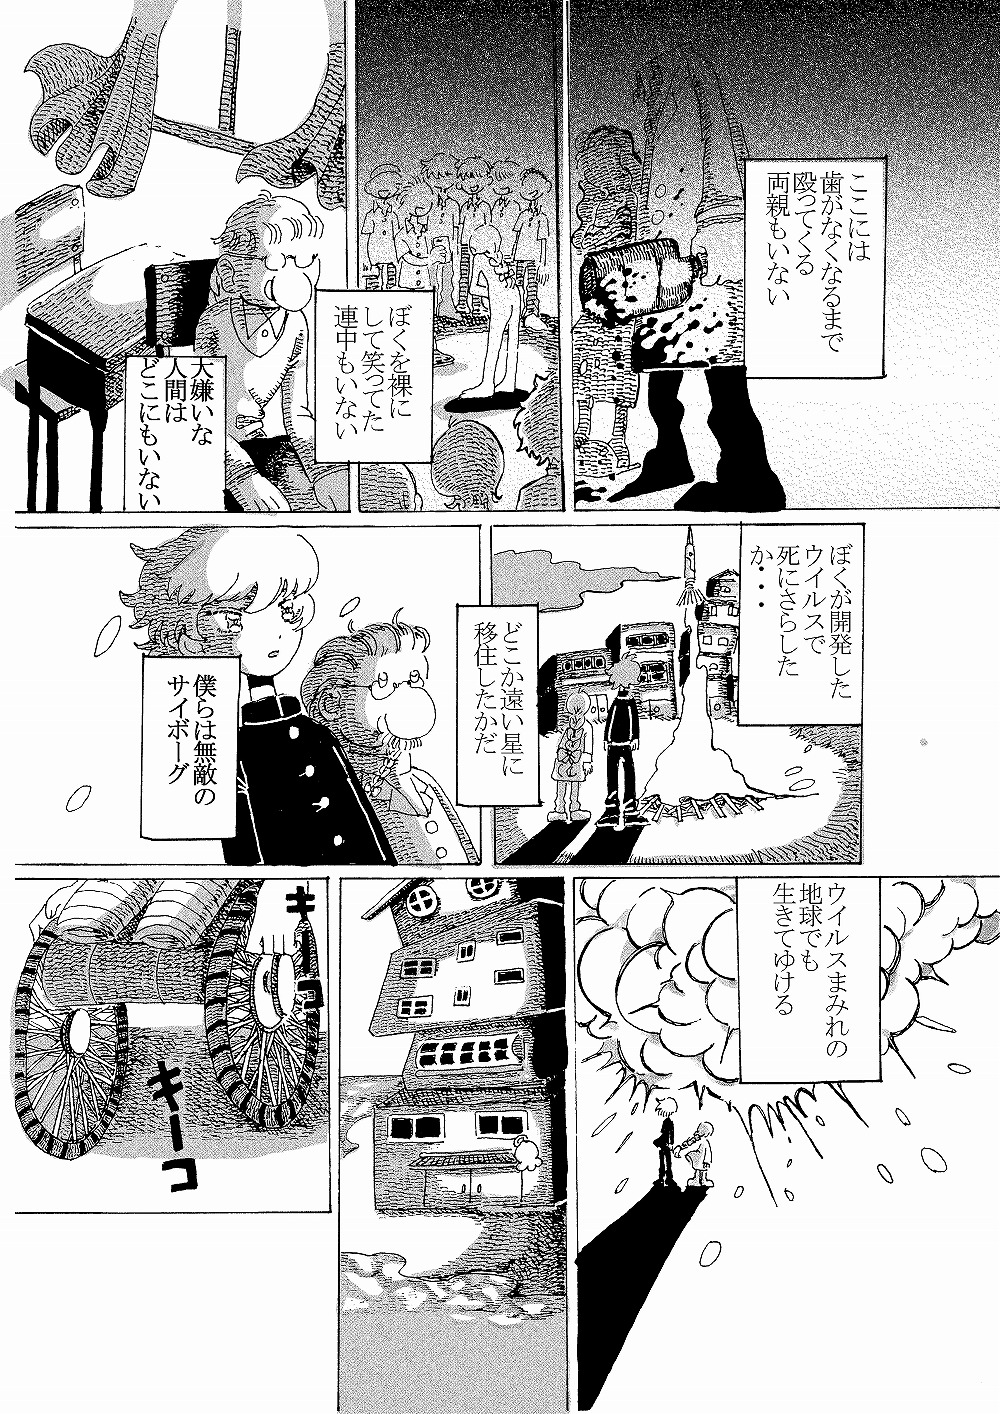 ここには
歯がなくなるまで
殴ってくる
両親もいない
ぼくを裸に
して笑ってた
連中もいない
大嫌いな
人間は
どこにもいない
ぼくが開発した
ウイルスで
死にさらした
か・・・
どこか遠い星に
移住したかだ
僕らは無敵の
サイボーグ
ウイルスまみれの
地球でも
生きてゆける
キーコ
キーコ